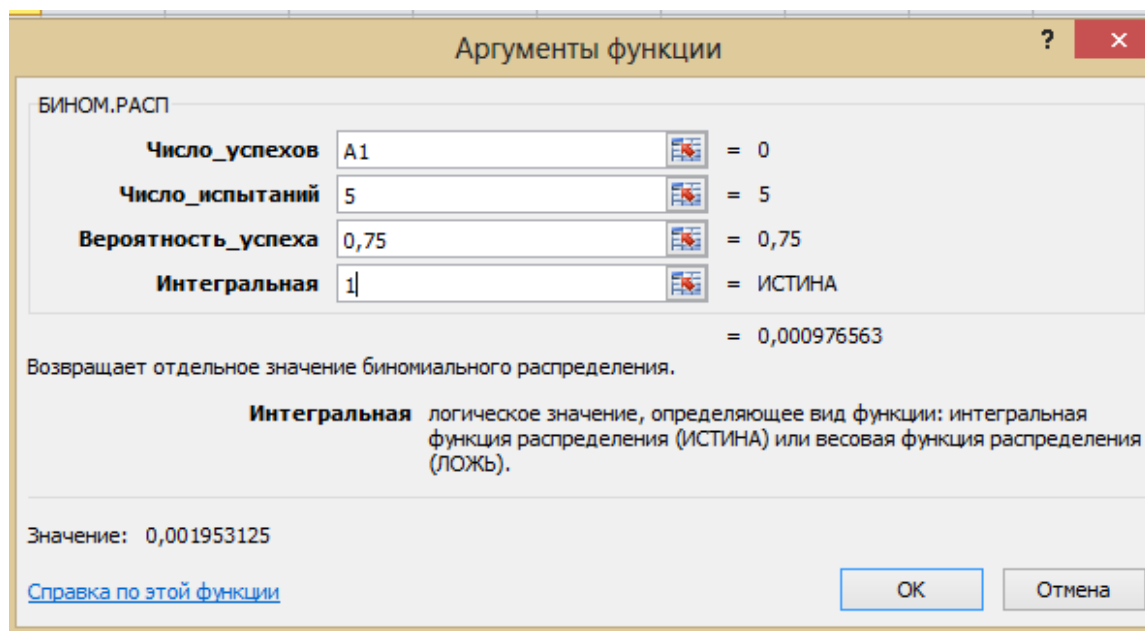 Аргументы функции
?
БИНОМ.РАСП
Число_успехов A1 = 0
Число_испытаний 5 = 5
Вероятность_успеха 0,75 = 0,75
Интегральная 1 = ИСТИНА
= 0,000976563
Возвращает отдельное значение биномиального распределения.
Интегральная логическое значение, определяющее вид функции: интегральная
функция распределения (ИСТИНА) или весовая функция распределения
(ЛОЖЬ).
Значение: 0,001953125
Справка по этой функции
ОК Отмена